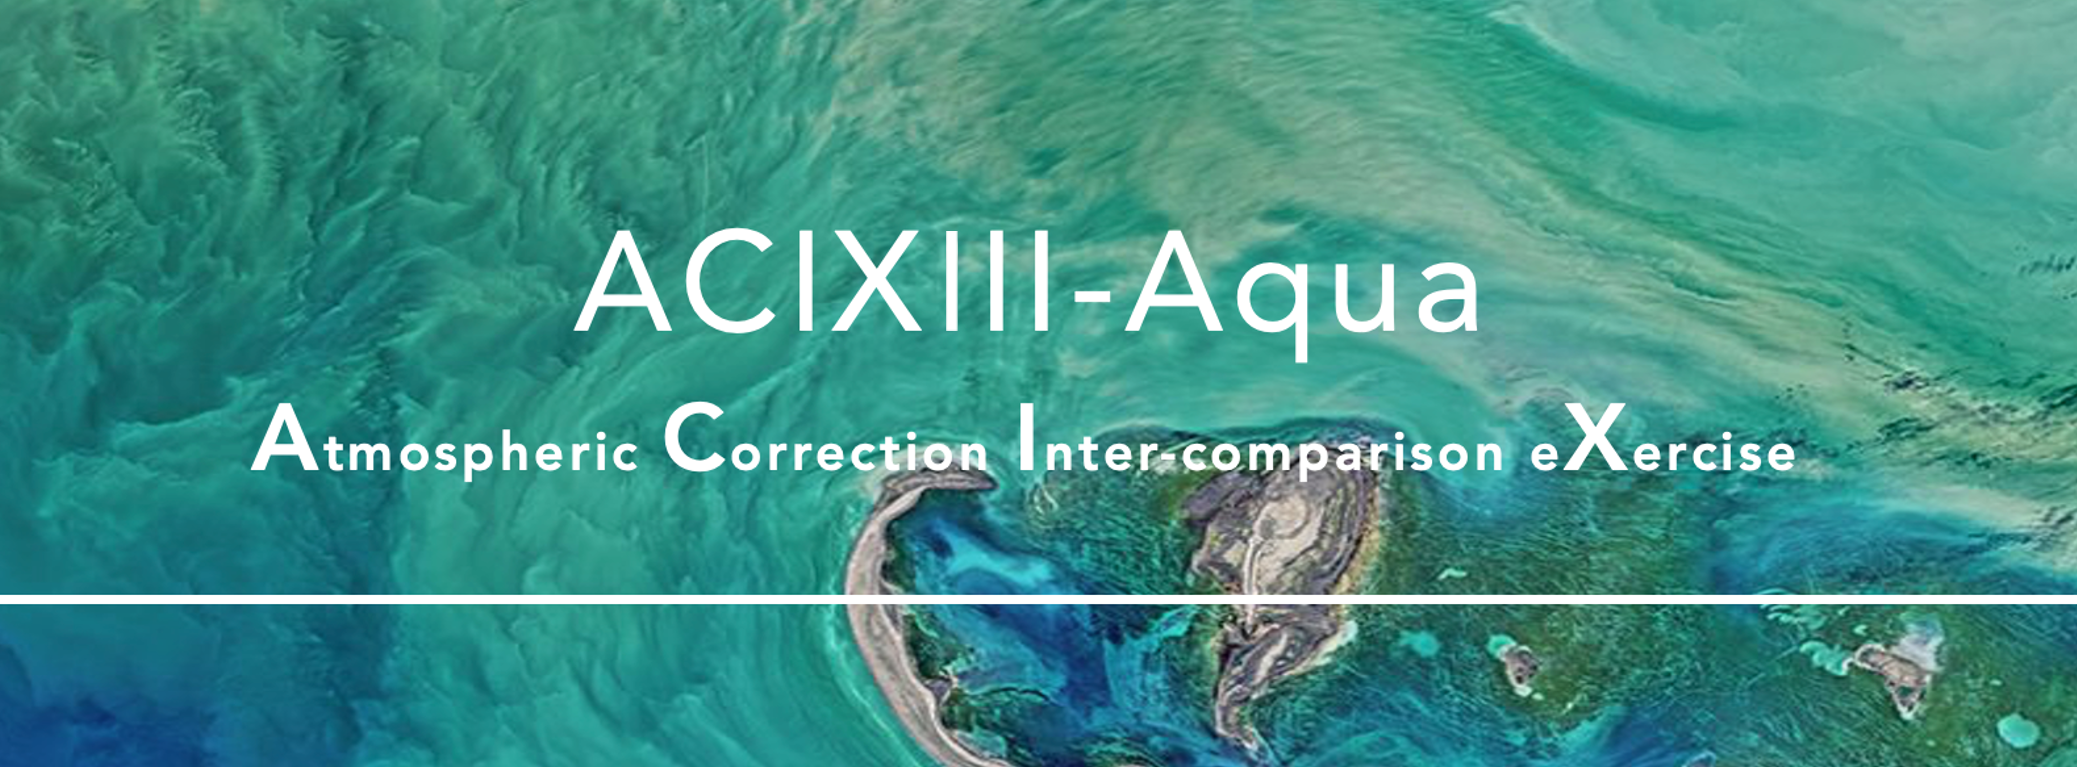 ACIXIII-Aqua
Atmospheric Correction Inter-comparison eXercise